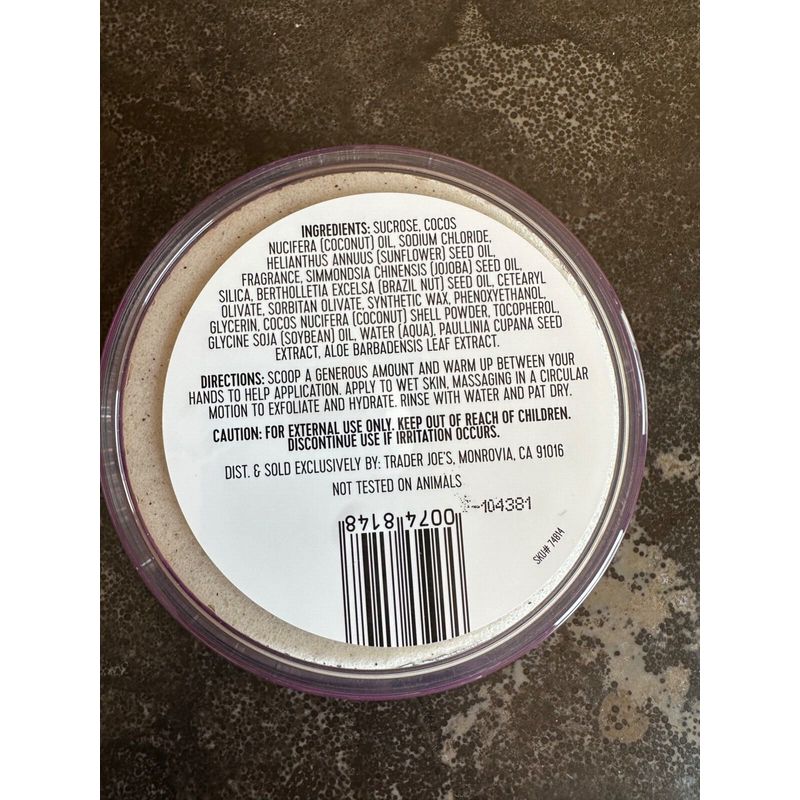 INGREDIENTS: SUCROSE, COCOS
NUCIFERA (COCONUT) OIL, SODIUM CHLORIDE,
HELIANTHUS ANNUUS (SUNFLOWER) SEED OIL,
FRAGRANCE, SIMMONDSIA CHINENSIS (JOJOBA) SEED OIL,
SILICA, BERTHOLLETIA EXCELSA (BRAZIL NUT) SEED OIL, CETEARYL
OLIVATE, SORBITAN OLIVATE, SYNTHETIC WAX, PHENOXYETHANOL,
GLYCERIN, COCOS NUCIFERA (COCONUT) SHELL POWDER, TOCOPHEROL,
GLYCINE SOJA (SOYBEAN) OIL, WATER (AQUA), PAULLINIA CUPANA SEED
EXTRACT, ALOE BARBADENSIS LEAF EXTRACT.
DIRECTIONS: SCOOP A GENEROUS AMOUNT AND WARM UP BETWEEN YOUR
HANDS TO HELP APPLICATION. APPLY TO WET SKIN, MASSAGING IN A CIRCULAR
MOTION TO EXFOLIATE AND HYDRATE. RINSE WITH WATER AND PAT DRY.
CAUTION: FOR EXTERNAL USE ONLY. KEEP OUT OF REACH OF CHILDREN.
DISCONTINUE USE IF IRRITATION OCCURS.
DIST. & SOLD EXCLUSIVELY BY: TRADER JOE'S, MONROVIA, CA 91016
NOT TESTED ON ANIMALS
-104381
0074 8148
SKU# 74814